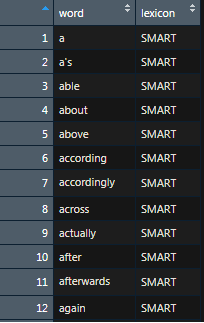 word lexicon
1 a SMART
2 a's SMART
3 able SMART
4 about SMART
5 above SMART
6 according SMART
7 accordingly SMART
8 across SMART
9 actually SMART
10 after SMART
11 afterwards SMART
12 again SMART